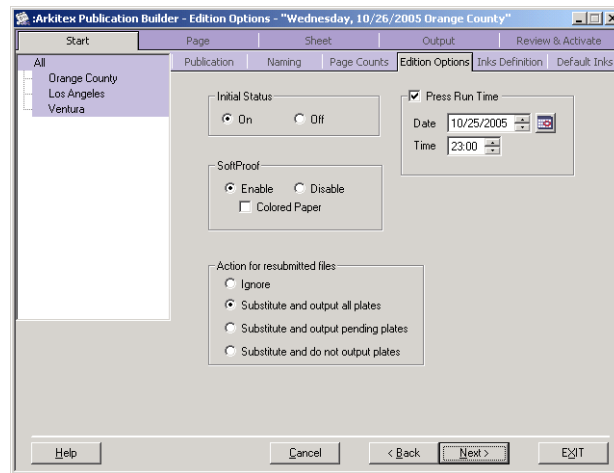 :Arkitex Publication Builder - Edition Options - "Wednesday, 10/26/2005 Orange County"
Start Page Sheet Output Review & Activate
Publication Naming Page Counts Edition Options Inks Definition Default Inks
All
Orange County
Los Angeles
Ventura
Initial Status
On Off
Press Run Time
Date 10/25/2005
Time 23:00
SoftProof
Enable Disable
Colored Paper
Action for resubmitted files
Ignore
Substitute and output all plates
Substitute and output pending plates
Substitute and do not output plates
Help Cancel < Back Next > EXIT